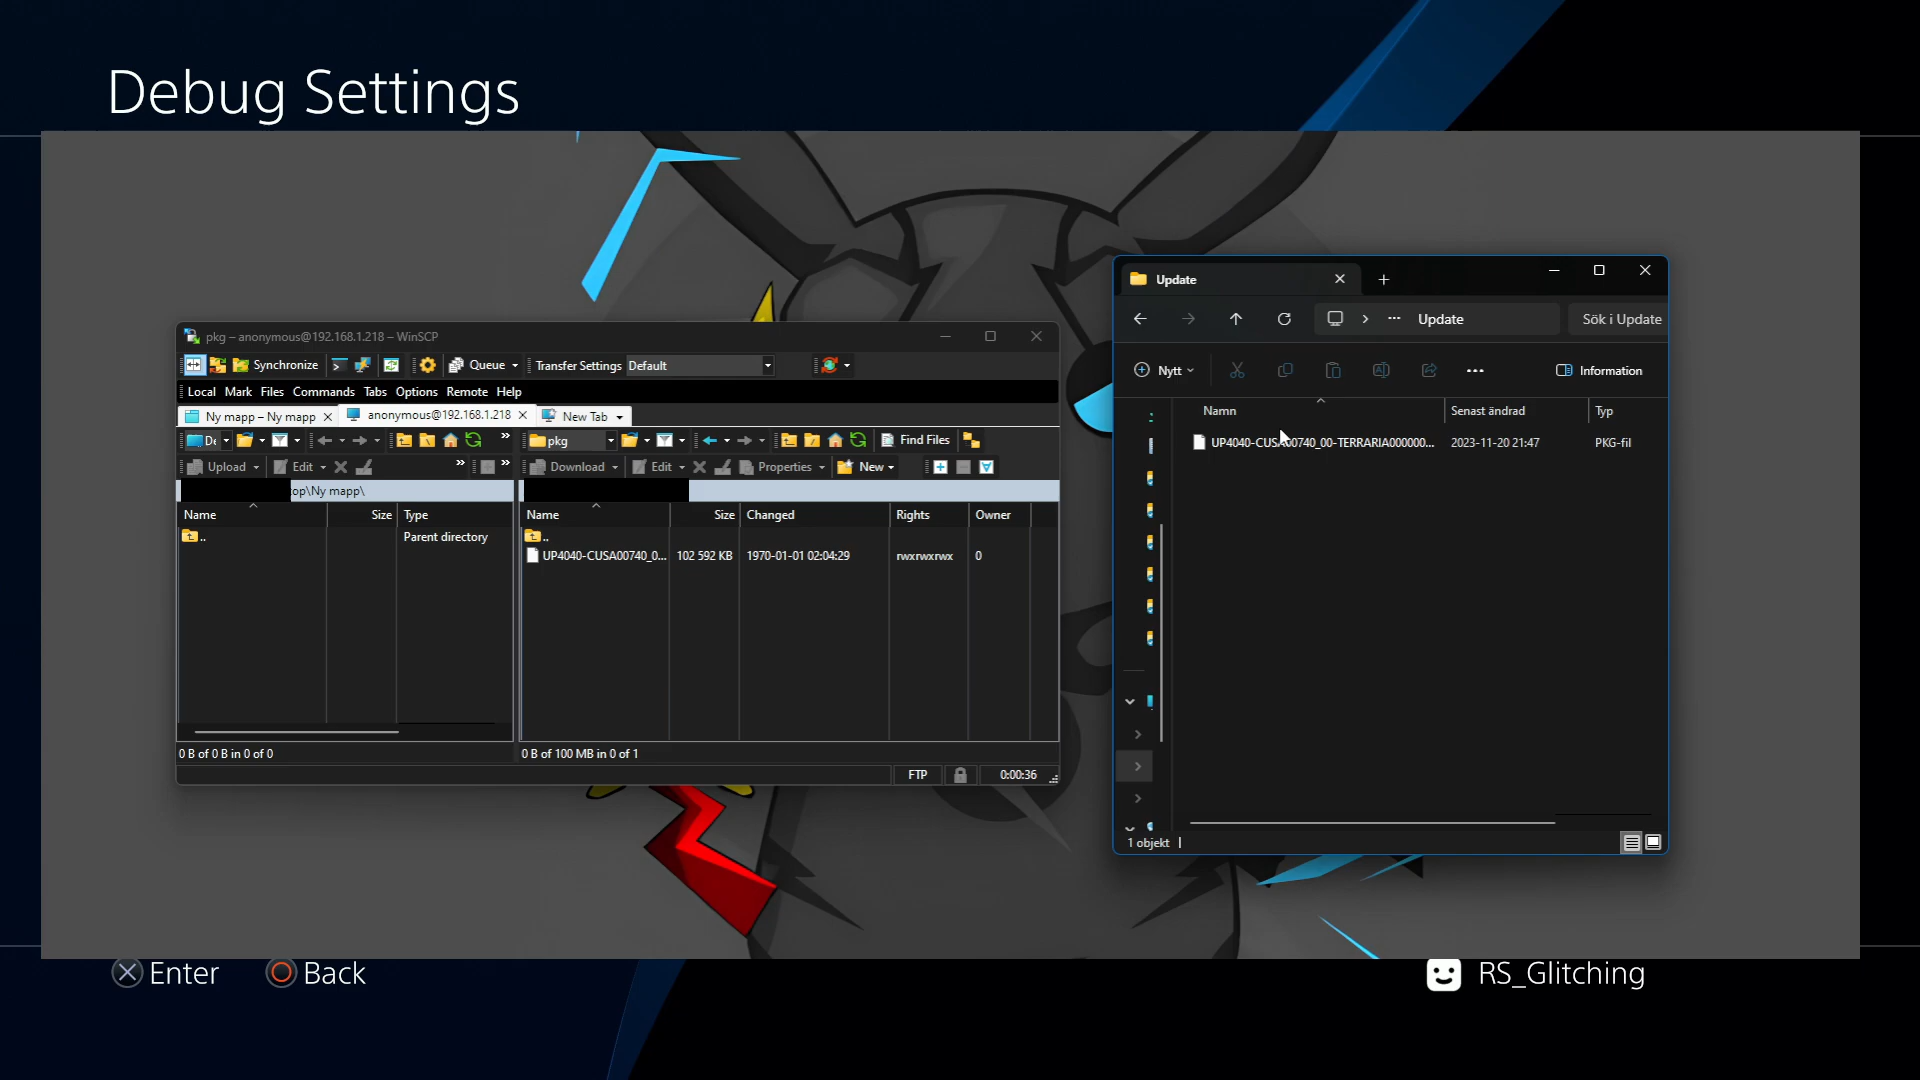 Debug Settings
pkg – anonymous@192.168.1.218 – WinSCP
Synchronize
Queue
Transfer Settings Default
Local Mark Files Commands Tabs Options Remote Help
Ny mapp – Ny mapp
anonymous@192.168.1.218
New Tab
De
pkg
Find Files
Upload
Edit
Download
Edit
Properties
New
op\Ny mapp\
Name Size Type
.. Parent directory
Name Size Changed Rights Owner
..
UP4040-CUSA00740_0... 102 592 KB 1970-01-01 02:04:29 rwxrwxrwx 0
0 B of 0 B in 0 of 0
0 B of 100 MB in 0 of 1
FTP 0:00:36
Update
Update
Sök i Update
Nytt
Information
Namn Senast ändrad Typ
UP4040-CUSA00740_00-TERRARIA000000... 2023-11-20 21:47 PKG-fil
1 objekt
Enter Back
RS_Glitching